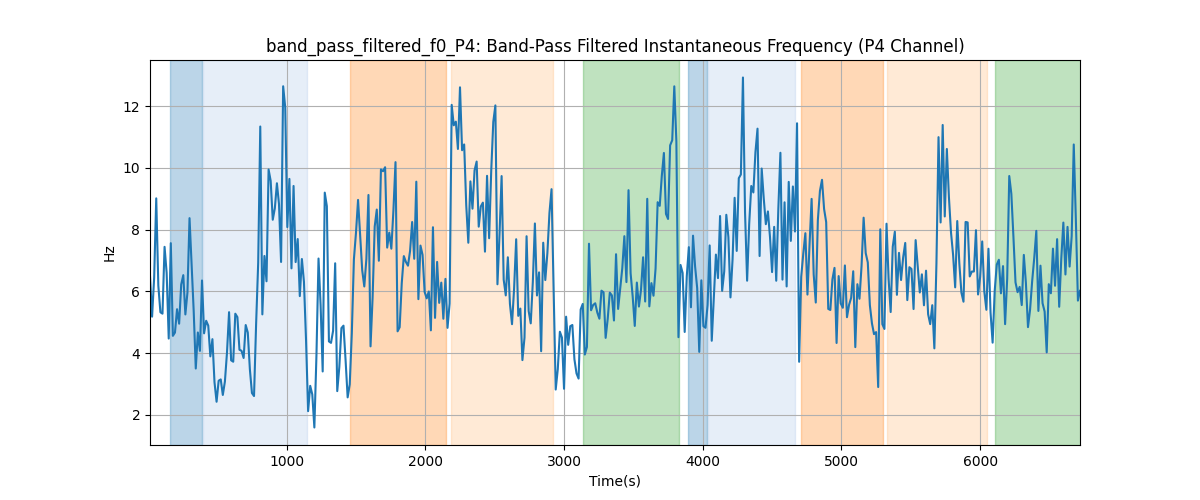 band_pass_filtered_f0_P4: Band-Pass Filtered Instantaneous Frequency (P4 Channel)
12
10
8
6
4
2
Hz
1000 2000 3000 4000 5000 6000
Time(s)